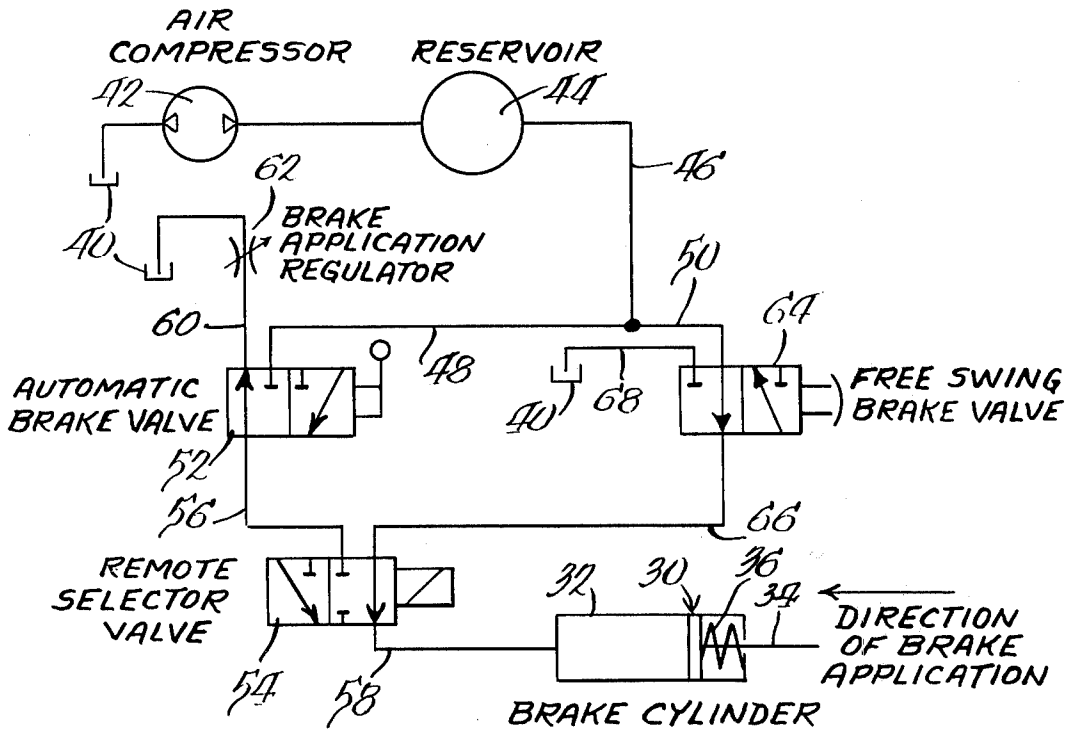 AIR
COMPRESSOR
RESERVOIR
42
44
46
62
40
BRAKE
APPLICATION
REGULATOR
40
50
60
64
48
68
40
AUTOMATIC
BRAKE VALVE
FREE SWING
BRAKE VALVE
52
56
66
REMOTE
SELECTOR
VALVE
32
30
36
34
DIRECTION
OF BRAKE
APPLICATION
54
58
BRAKE CYLINDER